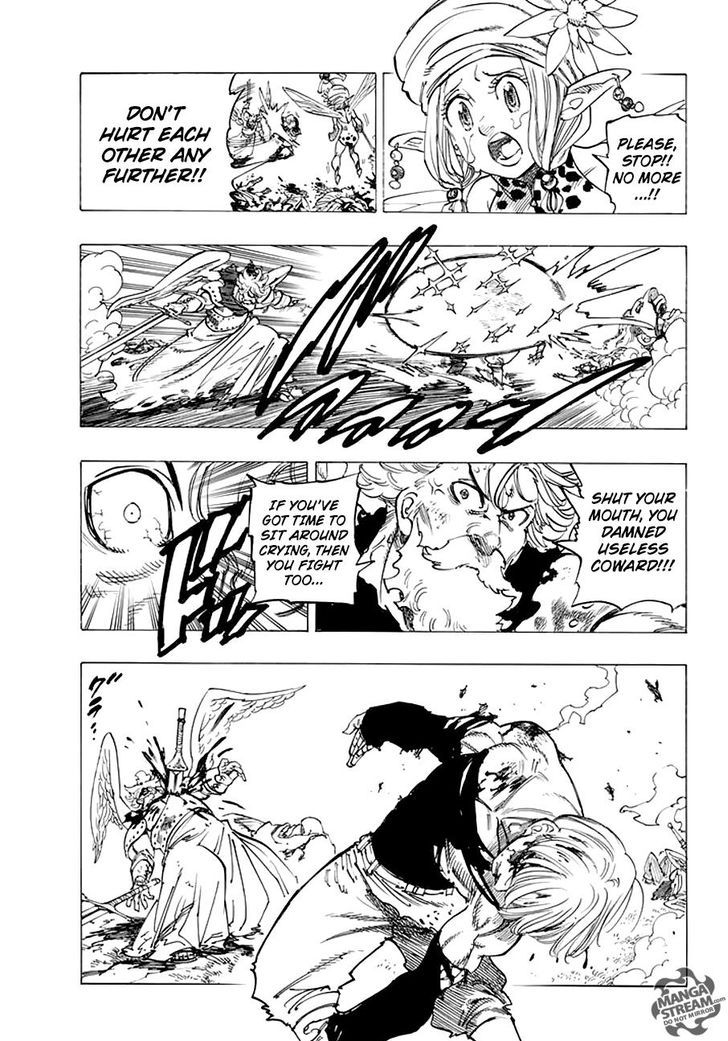 PLEASE,
STOP!!
NO MORE
...!!
DON'T
HURT EACH
OTHER ANY
FURTHER!!
SHUT YOUR
MOUTH, YOU
DAMNED
USELESS
COWARD!!!
IF YOU'VE
GOT TIME TO
SIT AROUND
CRYING, THEN
YOU FIGHT
TOO...
MANGA
STREAM.com
DO NOT MIRROR!